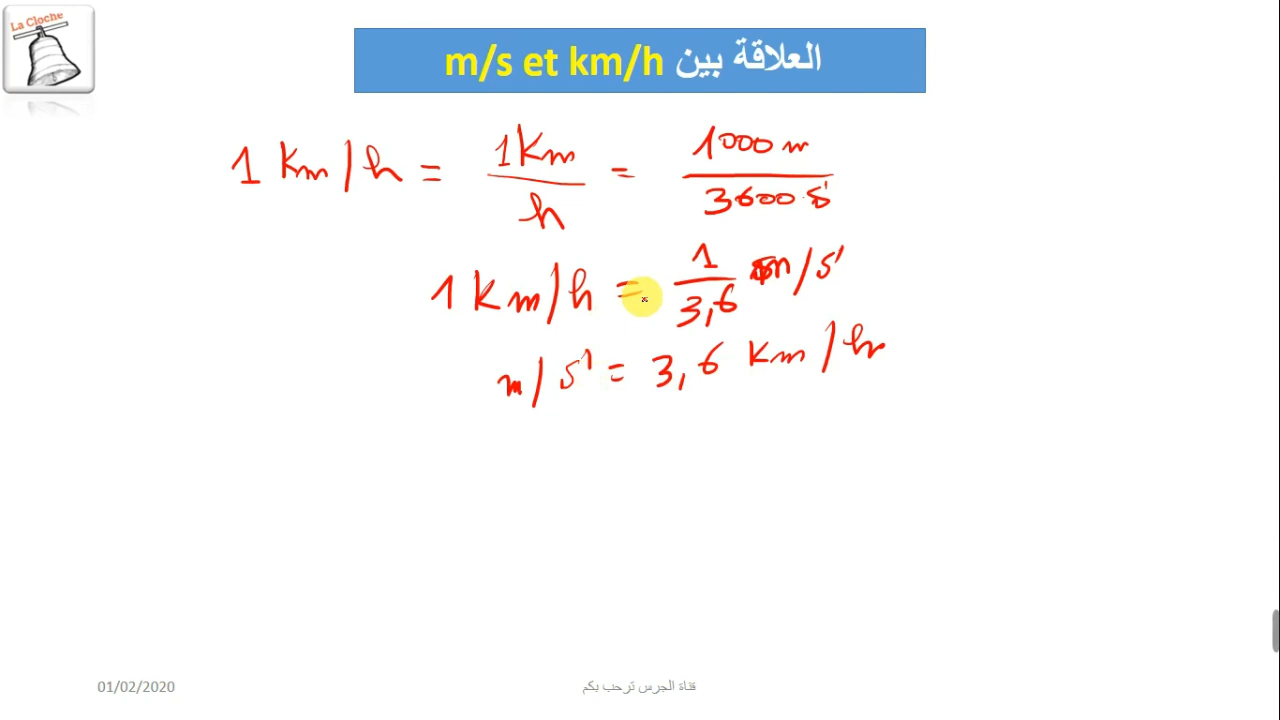 La Cloche
العلاقة بين m/s et km/h
1 Km/h = 1Km/h = 1000 m/3600 s
1 Km/h = 1/3,6 m/s
m/s = 3,6 Km/h
01/02/2020
قناة الجرس ترحب بكم